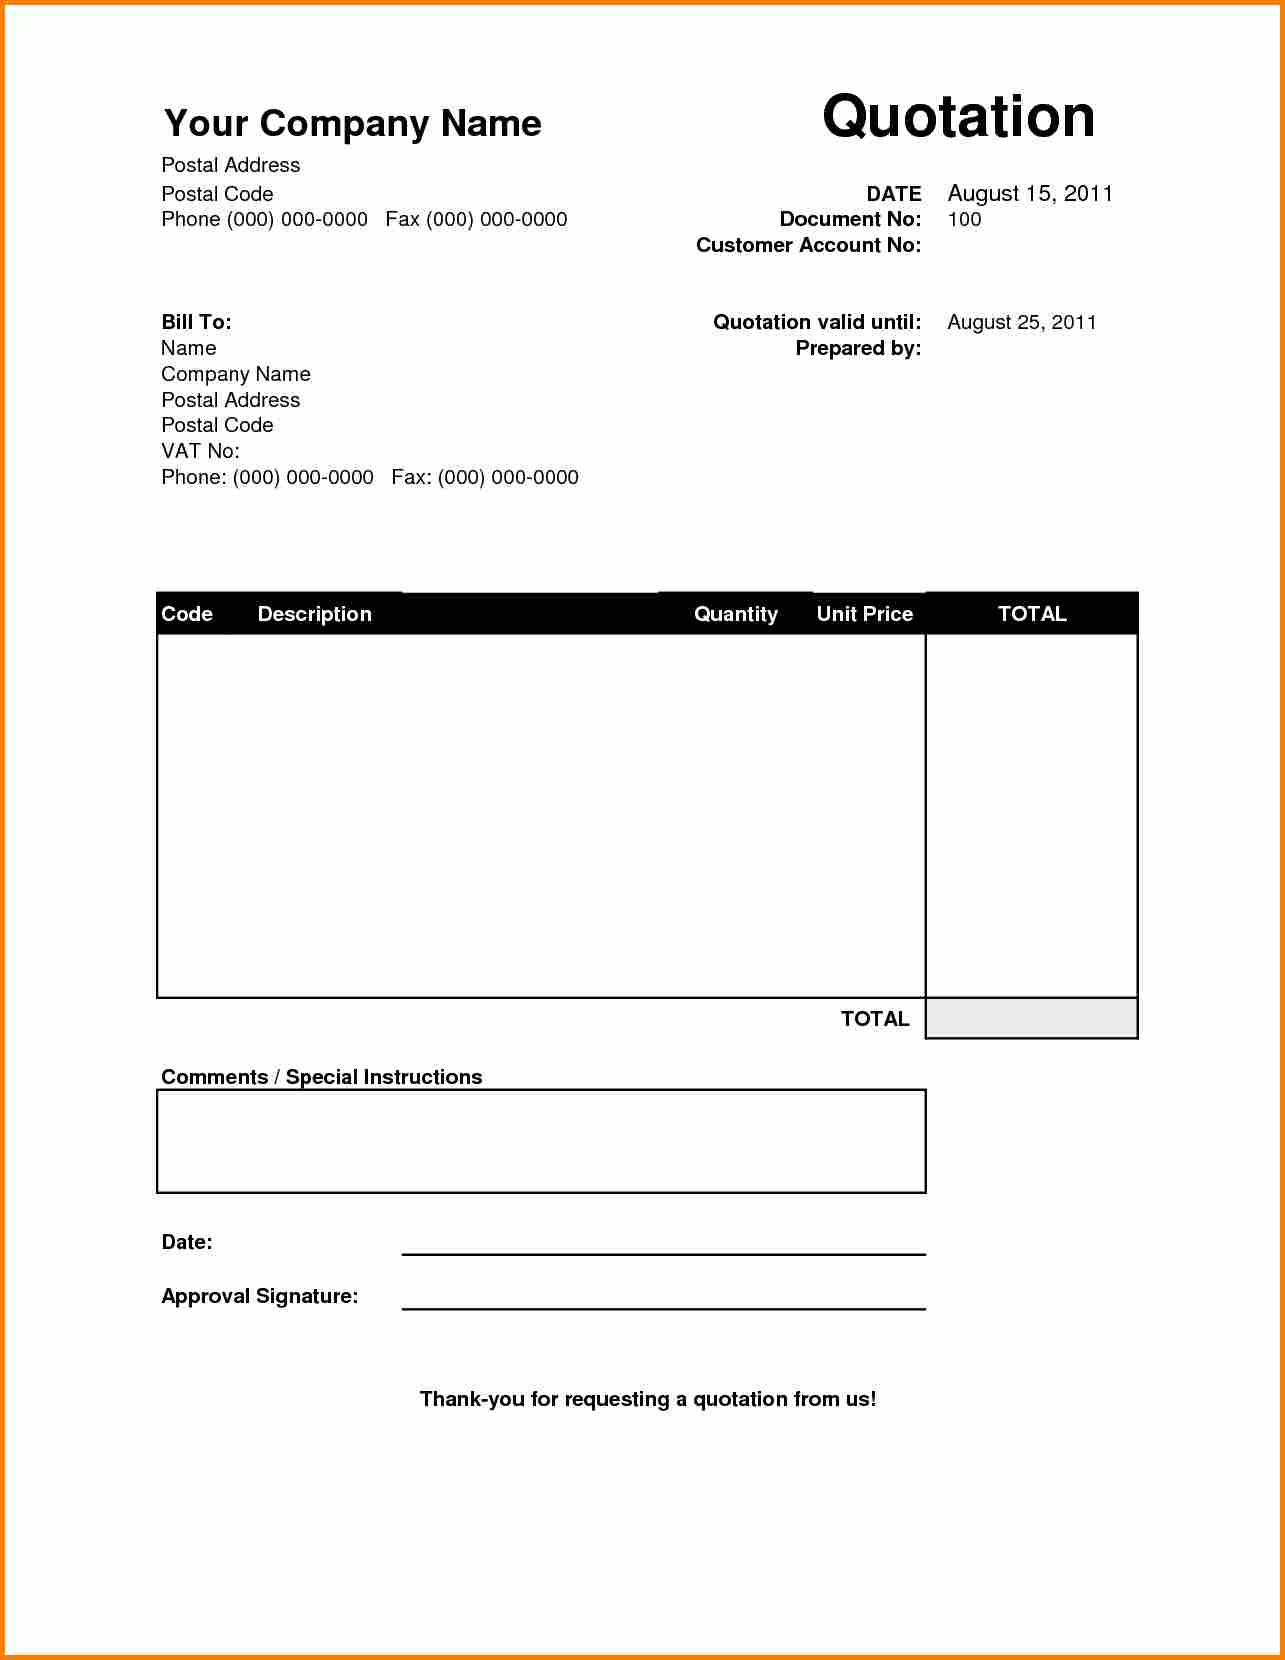 Your Company Name
Quotation
Postal Address
Postal Code
DATE August 15, 2011
Phone (000) 000-0000 Fax (000) 000-0000
Document No: 100
Customer Account No:
Bill To:
Quotation valid until: August 25, 2011
Name
Prepared by:
Company Name
Postal Address
Postal Code
VAT No:
Phone: (000) 000-0000 Fax: (000) 000-0000
Code Description Quantity Unit Price TOTAL
TOTAL
Comments / Special Instructions
Date:
Approval Signature:
Thank-you for requesting a quotation from us!